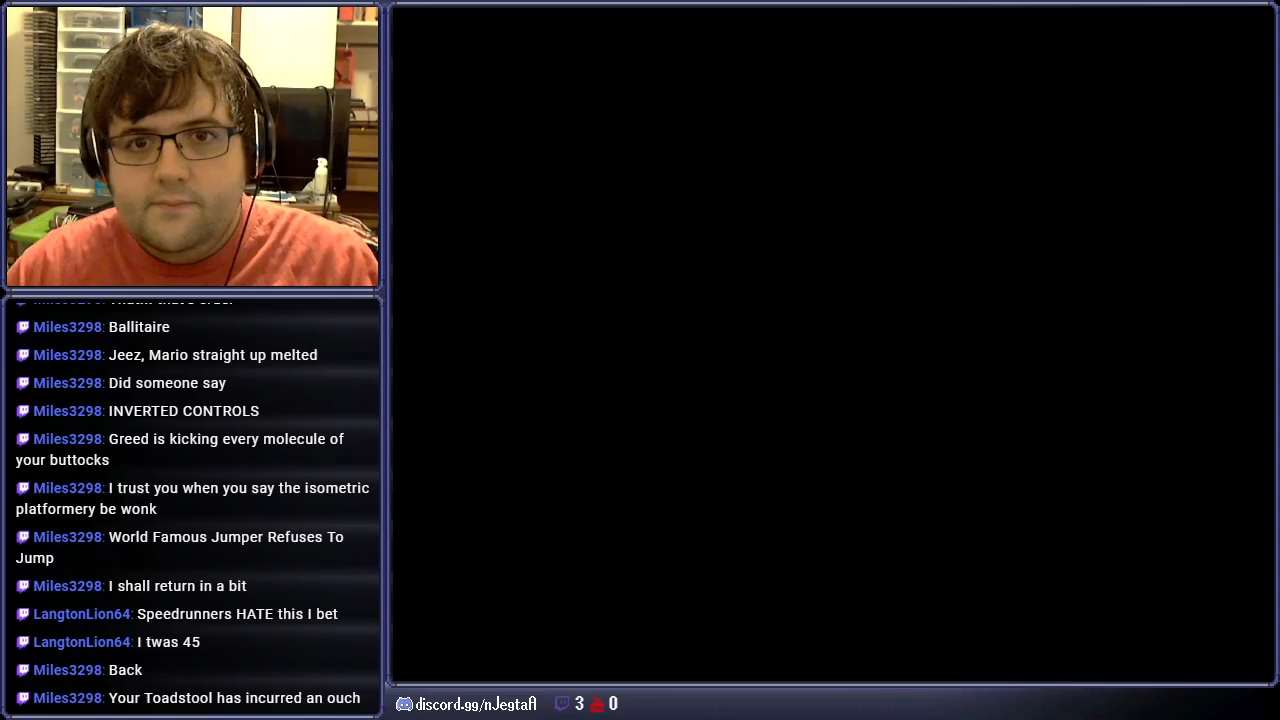 Miles3298: Ballitaire
Miles3298: Jeez, Mario straight up melted
Miles3298: Did someone say
Miles3298: INVERTED CONTROLS
Miles3298: Greed is kicking every molecule of
your buttocks
Miles3298: I trust you when you say the isometric
platformery be wonk
Miles3298: World Famous Jumper Refuses To
Jump
Miles3298: I shall return in a bit
LangtonLion64: Speedrunners HATE this I bet
LangtonLion64: I twas 45
Miles3298: Back
Miles3298: Your Toadstool has incurred an ouch
discord.gg/nJegtaA 3 0